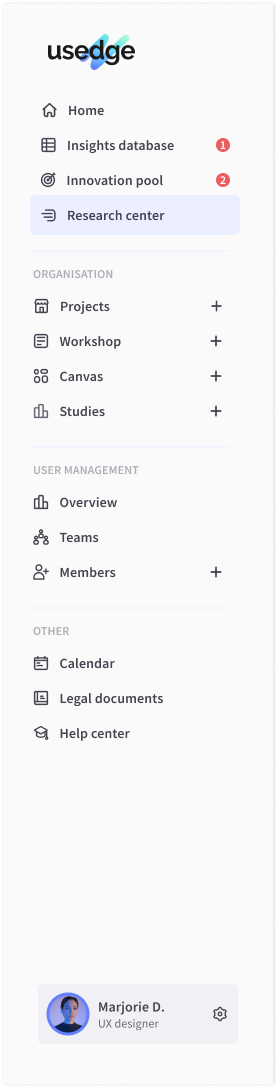 usedge
Home
Insights database 1
Innovation pool 2
Research center
ORGANISATION
Projects +
Workshop +
Canvas +
Studies +
USER MANAGEMENT
Overview
Teams
Members +
OTHER
Calendar
Legal documents
Help center
Marjorie D.
UX designer